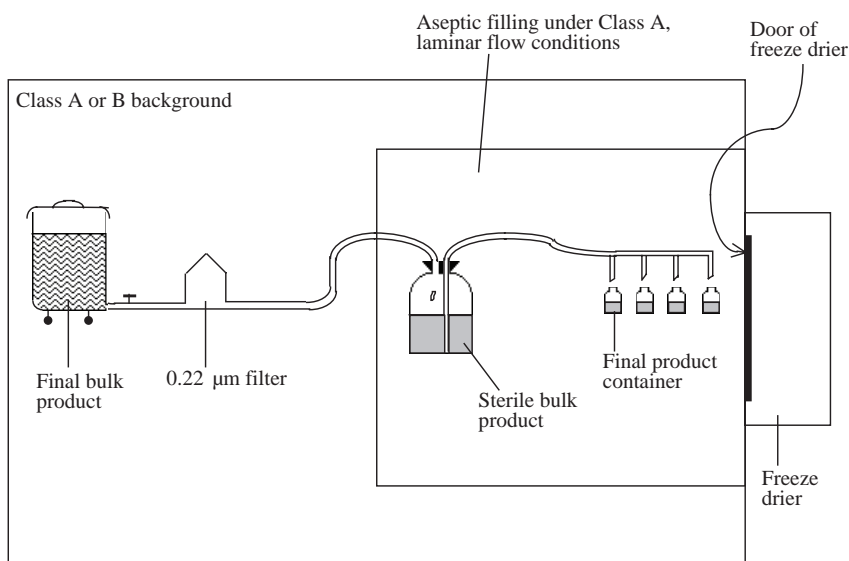 Aseptic filling under Class A,
laminar flow conditions
Door of
freeze drier
Class A or B background
Final bulk
product
0.22 µm filter
Sterile bulk
product
Final product
container
Freeze
drier